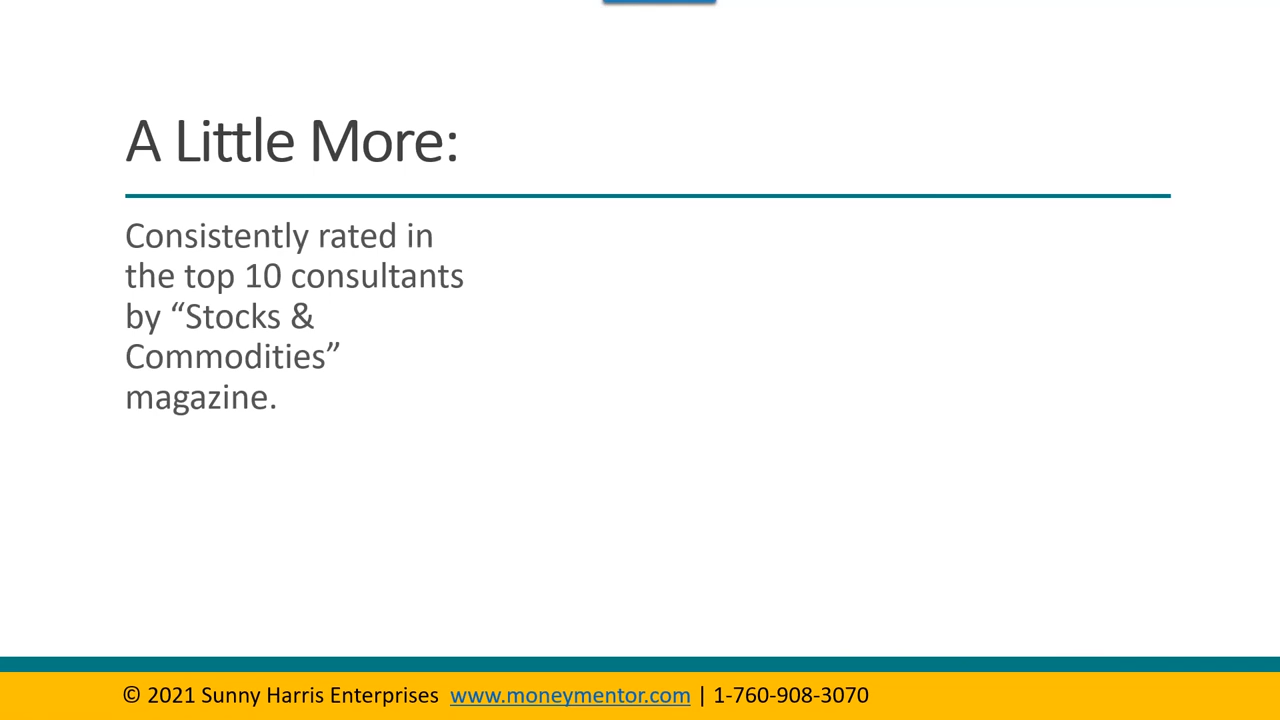 A Little More:
Consistently rated in
the top 10 consultants
by “Stocks &
Commodities”
magazine.
© 2021 Sunny Harris Enterprises www.moneymentor.com | 1-760-908-3070